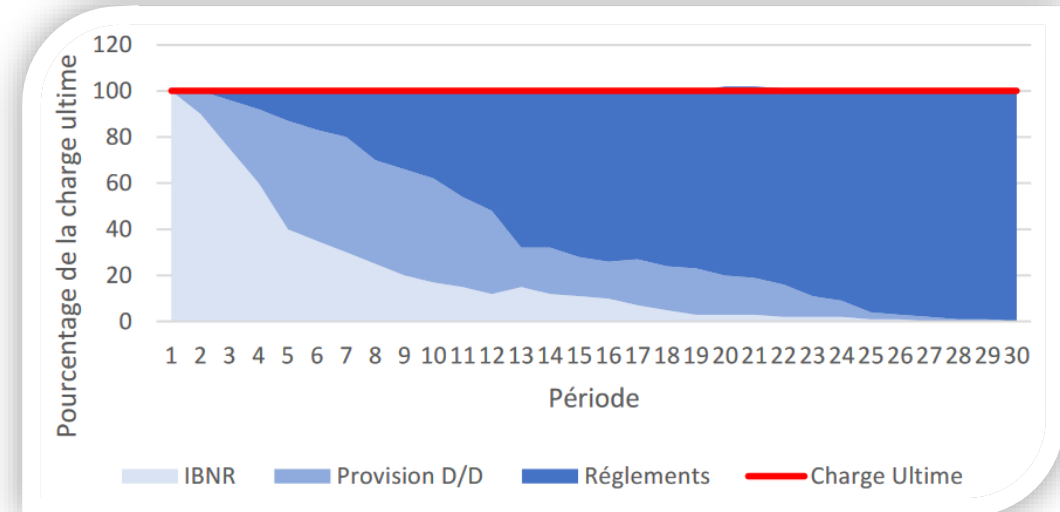 Pourcentage de la charge ultime
120
100
80
60
40
20
0
1 2 3 4 5 6 7 8 9 10 11 12 13 14 15 16 17 18 19 20 21 22 23 24 25 26 27 28 29 30
Période
IBNR Provision D/D Réglements Charge Ultime